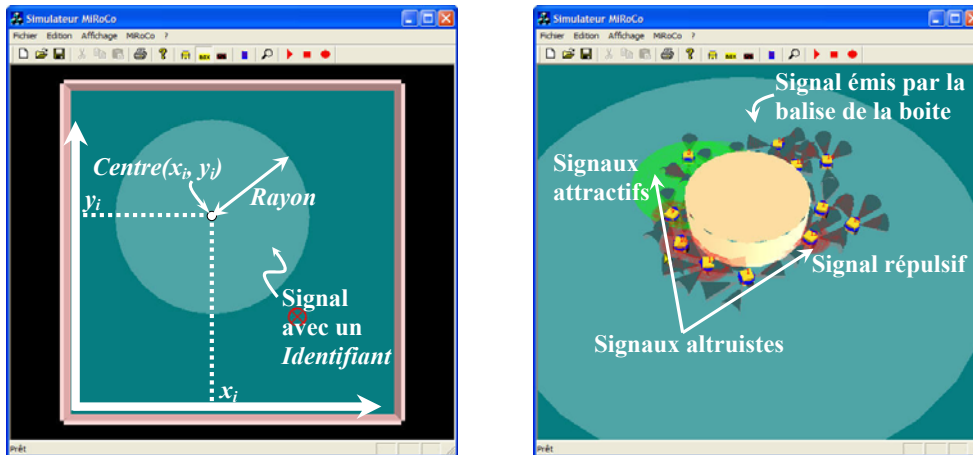 Simulateur MiRoCo
Fichier Edition Affichage MiRoCo ?
Centre(xi, yi)
yi
Rayon
Signal
avec un
Identifiant
xi
Prêt
Simulateur MiRoCo
Fichier Edition Affichage MiRoCo ?
Signal émis par la
balise de la boite
Signaux
attractifs
Signal répulsif
Signaux altruistes
Prêt